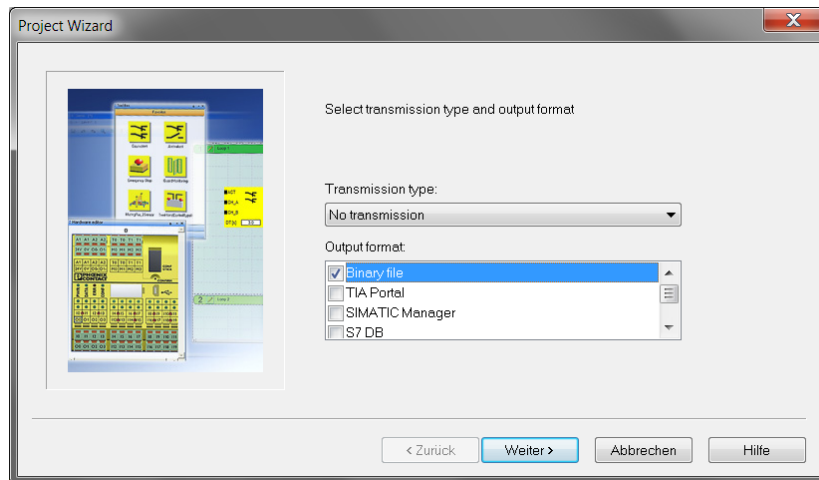 Project Wizard
Select transmission type and output format
Transmission type:
No transmission
Output format:
Binary file
TIA Portal
SIMATIC Manager
S7 DB
< Zurück
Weiter >
Abbrechen
Hilfe